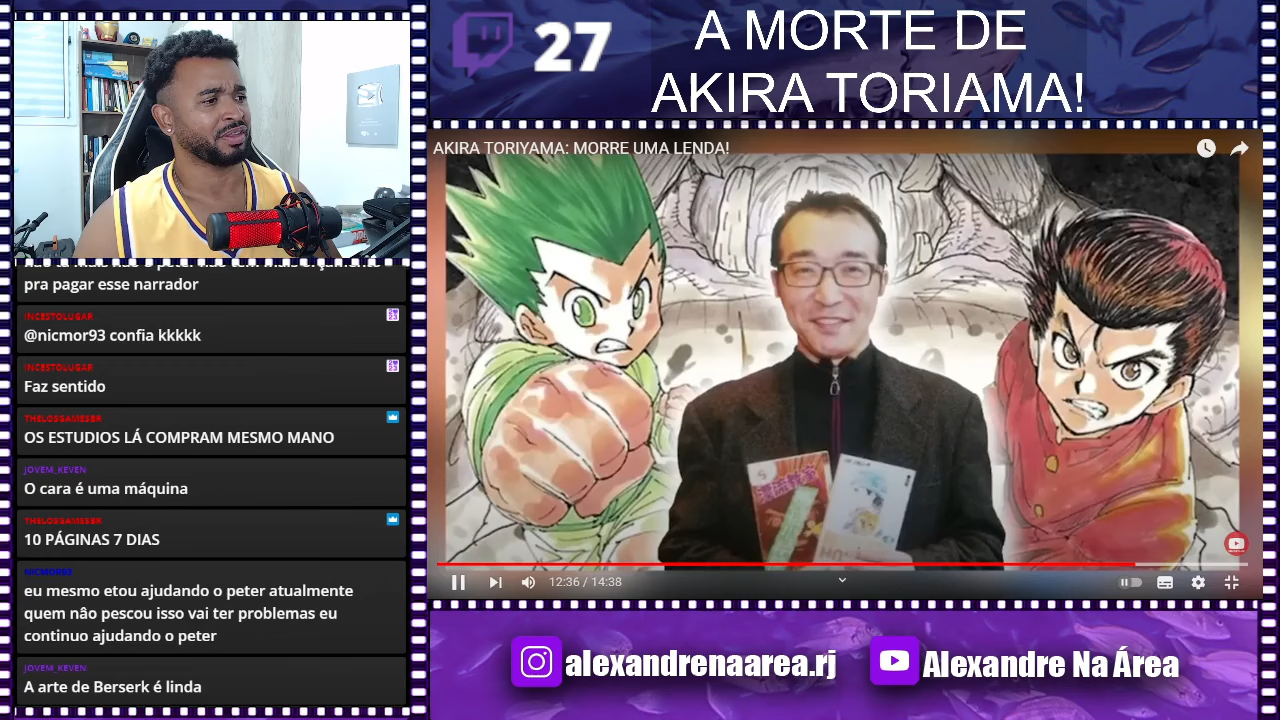 27
A MORTE DE
AKIRA TORIAMA!
AKIRA TORIYAMA: MORRE UMA LENDA!
pra pagar esse narrador
INCESTOLUGAR
@nicmor93 confia kkkkk
INCESTOLUGAR
Faz sentido
THELOSSAMESBR
OS ESTUDIOS LÁ COMPRAM MESMO MANO
JOVEM_KEVEN
O cara é uma máquina
THELOSSAMESBR
10 PÁGINAS 7 DIAS
NICMOR93
eu mesmo etou ajudando o peter atualmente
quem nâo pescou isso vai ter problemas eu
continuo ajudando o peter
JOVEM_KEVEN
A arte de Berserk é linda
12:36 / 14:38
alexandrenaarea.rj
Alexandre Na Área